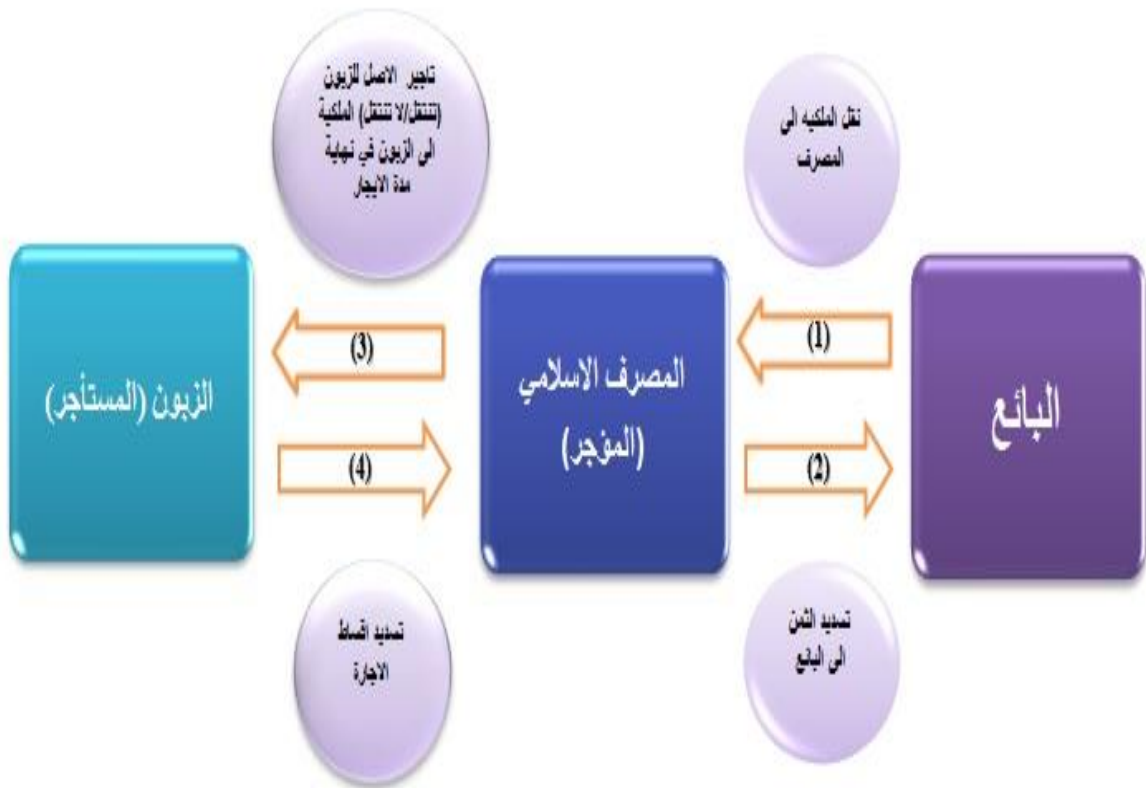 نقل الملكيه الى
المصرف
تاجير الاصل للزبون
(تنتقل/لا تنتقل) الملكية
الى الزبون في نهاية
مدة الايجار
البائع
(1)
(2)
المصرف الاسلامي
(المؤجر)
(3)
(4)
الزبون (المستأجر)
تسديد الثمن
الى البائع
تسديد اقساط
الاجارة